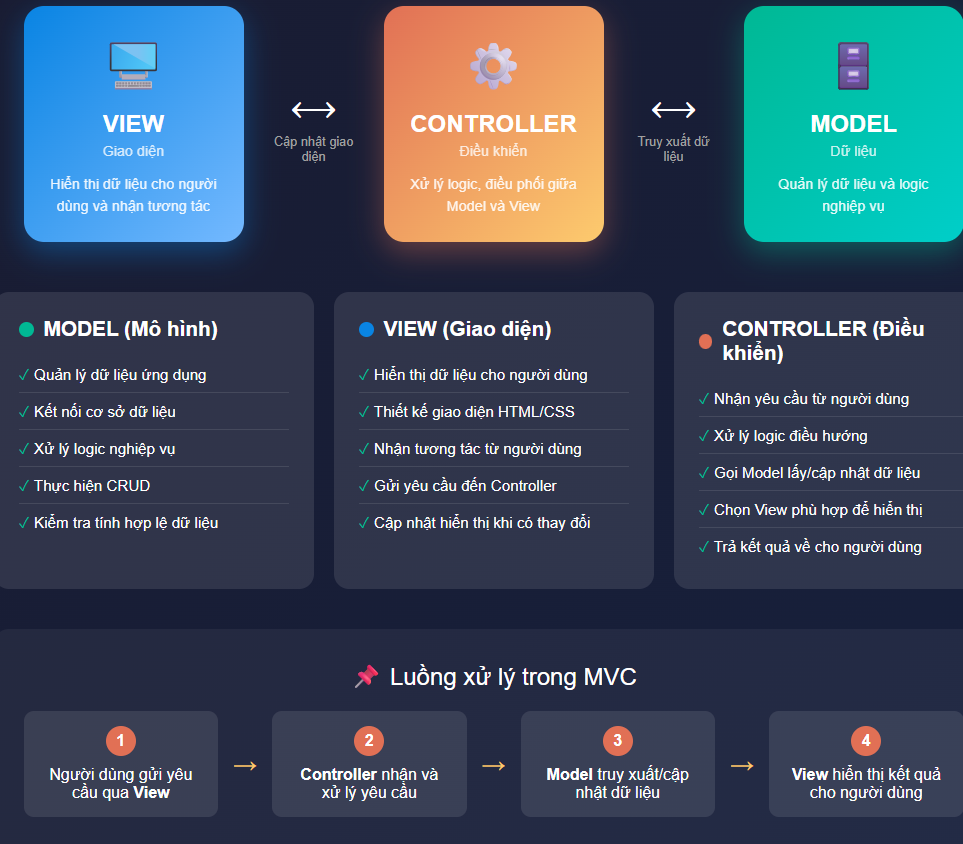 VIEW
Giao diện
Hiển thị dữ liệu cho người
dùng và nhận tương tác
Cập nhật giao
diện
CONTROLLER
Điều khiển
Xử lý logic, điều phối giữa
Model và View
Truy xuất dữ
liệu
MODEL
Dữ liệu
Quản lý dữ liệu và logic
nghiệp vụ
MODEL (Mô hình)
✓ Quản lý dữ liệu ứng dụng
✓ Kết nối cơ sở dữ liệu
✓ Xử lý logic nghiệp vụ
✓ Thực hiện CRUD
✓ Kiểm tra tính hợp lệ dữ liệu
VIEW (Giao diện)
✓ Hiển thị dữ liệu cho người dùng
✓ Thiết kế giao diện HTML/CSS
✓ Nhận tương tác từ người dùng
✓ Gửi yêu cầu đến Controller
✓ Cập nhật hiển thị khi có thay đổi
CONTROLLER (Điều
khiển)
✓ Nhận yêu cầu từ người dùng
✓ Xử lý logic điều hướng
✓ Gọi Model lấy/cập nhật dữ liệu
✓ Chọn View phù hợp để hiển thị
✓ Trả kết quả về cho người dùng
Luồng xử lý trong MVC
1
Người dùng gửi yêu
cầu qua View
2
Controller nhận và
xử lý yêu cầu
3
Model truy xuất/cập
nhật dữ liệu
4
View hiển thị kết quả
cho người dùng